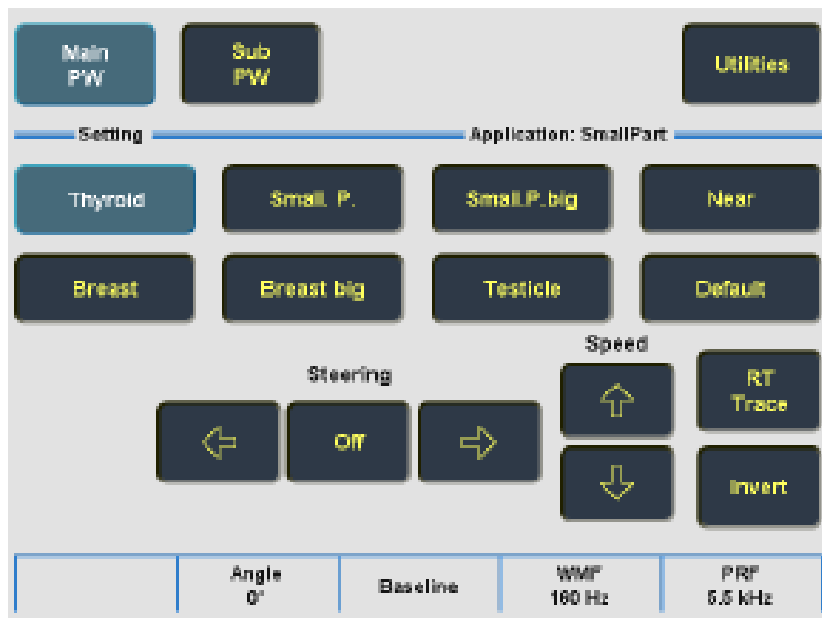 Main
PW
Sub
PW
Utilities
Setting
Application: SmallPart
Thyroid
Small. P.
Small.P.big
Near
Breast
Breast big
Testicle
Default
Speed
Steering
RT
Trace
Off
Invert
Angle
0°
Baseline
WMF
160 Hz
PRF
5.5 kHz